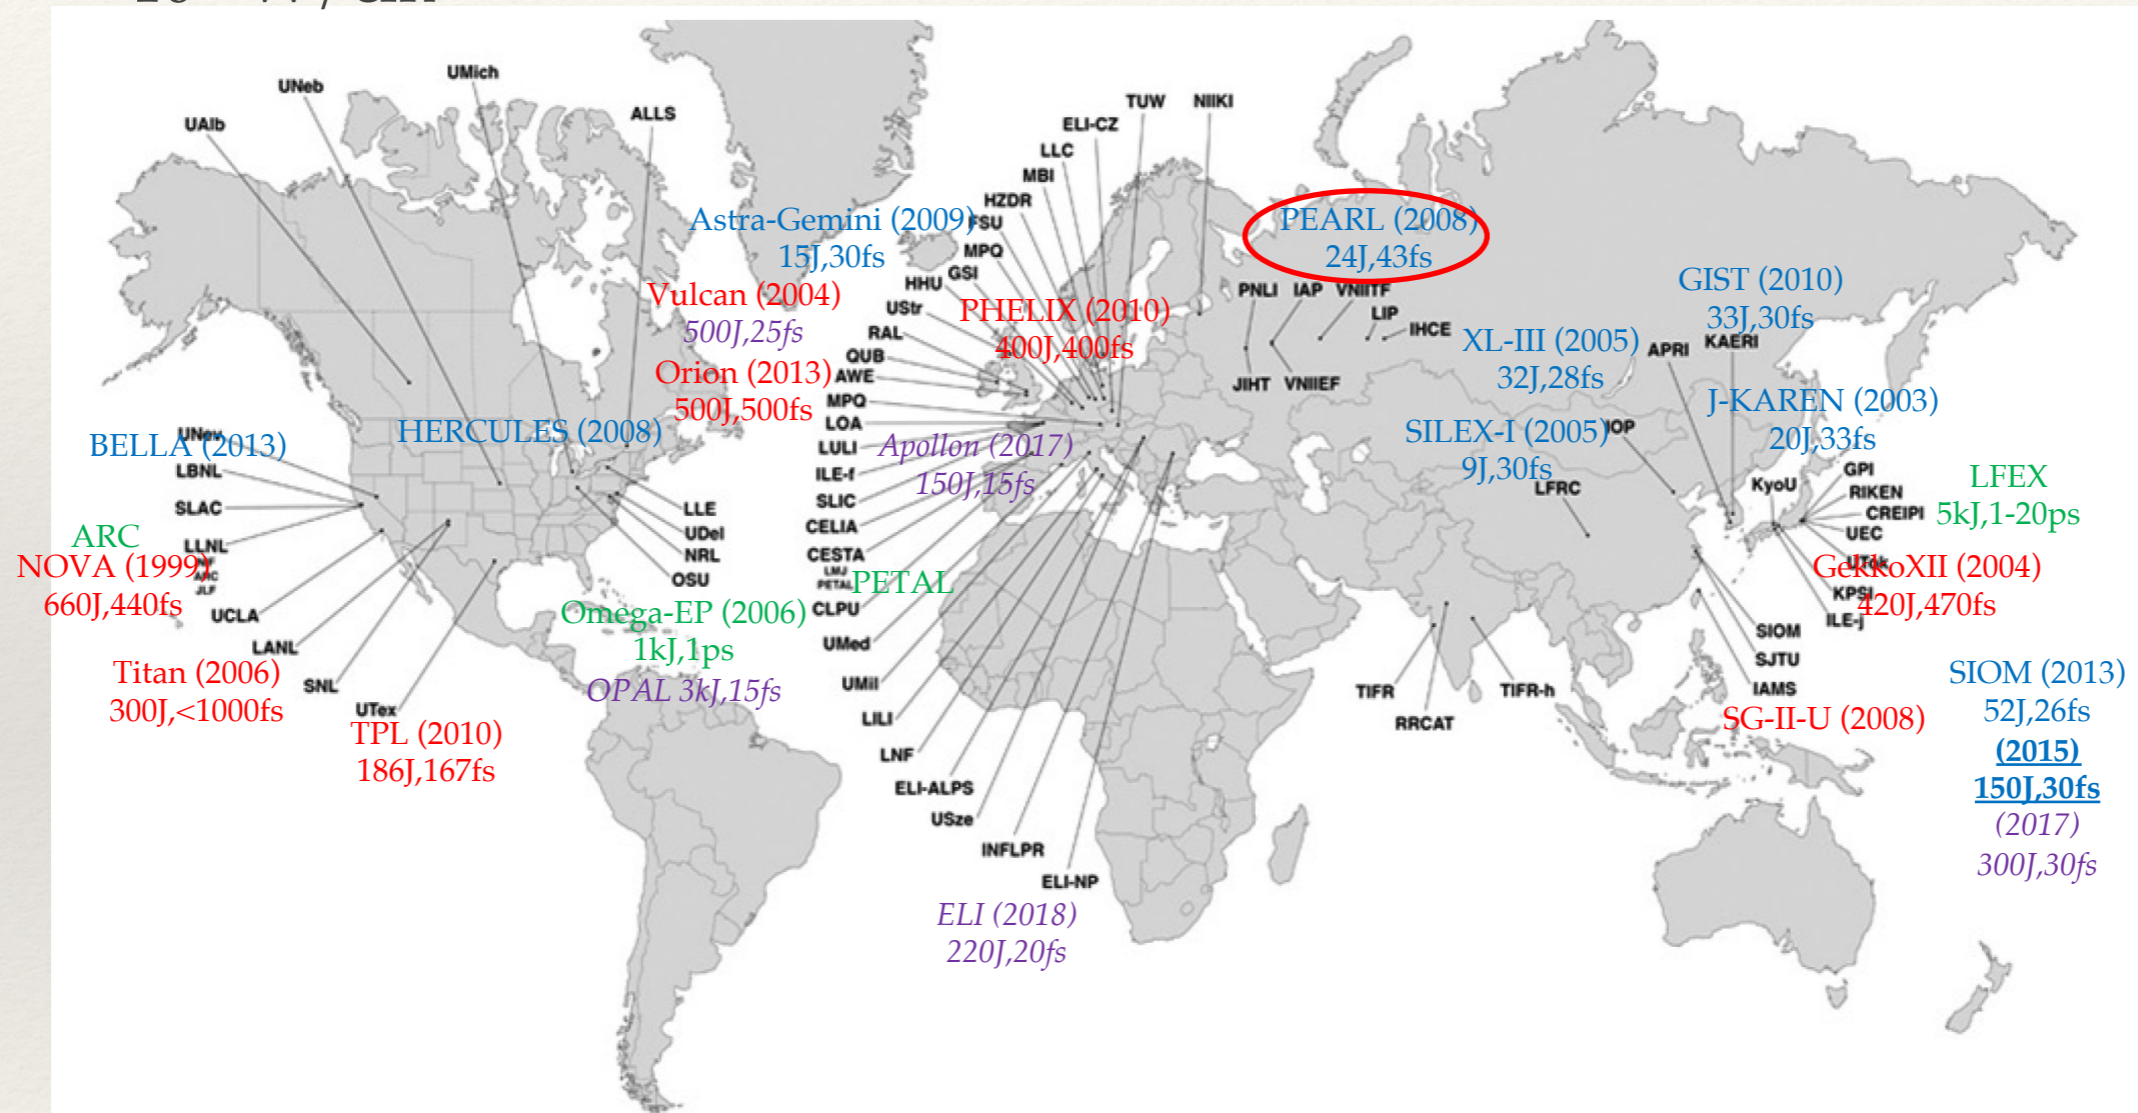 UMich
UNeb
UAlb
ALLS
TUW
NIIKI
ELI-CZ
LLC
MBI
HZDR
FSU
MPQ
GSI
HHU
UStr
RAL
QUB
AWE
MPQ
LOA
LULI
ILE-f
SLIC
CELIA
CESTA
LMJ
PETAL
CLPU
UMed
UMil
LILI
LNF
ELI-ALPS
USze
INFLPR
ELI-NP
Astra-Gemini (2009)
15J,30fs
Vulcan (2004)
500J,25fs
Orion (2013)
500J,500fs
PHELIX (2010)
400J,400fs
PEARL (2008)
24J,43fs
PNLI
IAP
VNIITF
LIP
IHCE
JIHT
VNIIEF
GIST (2010)
33J,30fs
XL-III (2005)
32J,28fs
APRI
KAERI
J-KAREN (2003)
20J,33fs
SILEX-I (2005)
9J,30fs
IOP
LFRC
KyoU
GPI
RIKEN
CREIPI
UEC
UTok
KPSI
ILE-j
LFEX
5kJ,1-20ps
GekkoXII (2004)
420J,470fs
SIOM
SJTU
IAMS
SG-II-U (2008)
SIOM (2013)
52J,26fs
(2015)
150J,30fs
(2017)
300J,30fs
TIFR
RRCAT
TIFR-h
Apollon (2017)
150J,15fs
PETAL
ELI (2018)
220J,20fs
HERCULES (2008)
UNev
BELLA (2013)
LBNL
SLAC
ARC
LLNL
NOVA (1999)
ARC
JLF
660J,440fs
UCLA
LANL
Titan (2006)
300J,<1000fs
SNL
UTex
TPL (2010)
186J,167fs
LLE
UDel
NRL
OSU
Omega-EP (2006)
1kJ,1ps
OPAL 3kJ,15fs